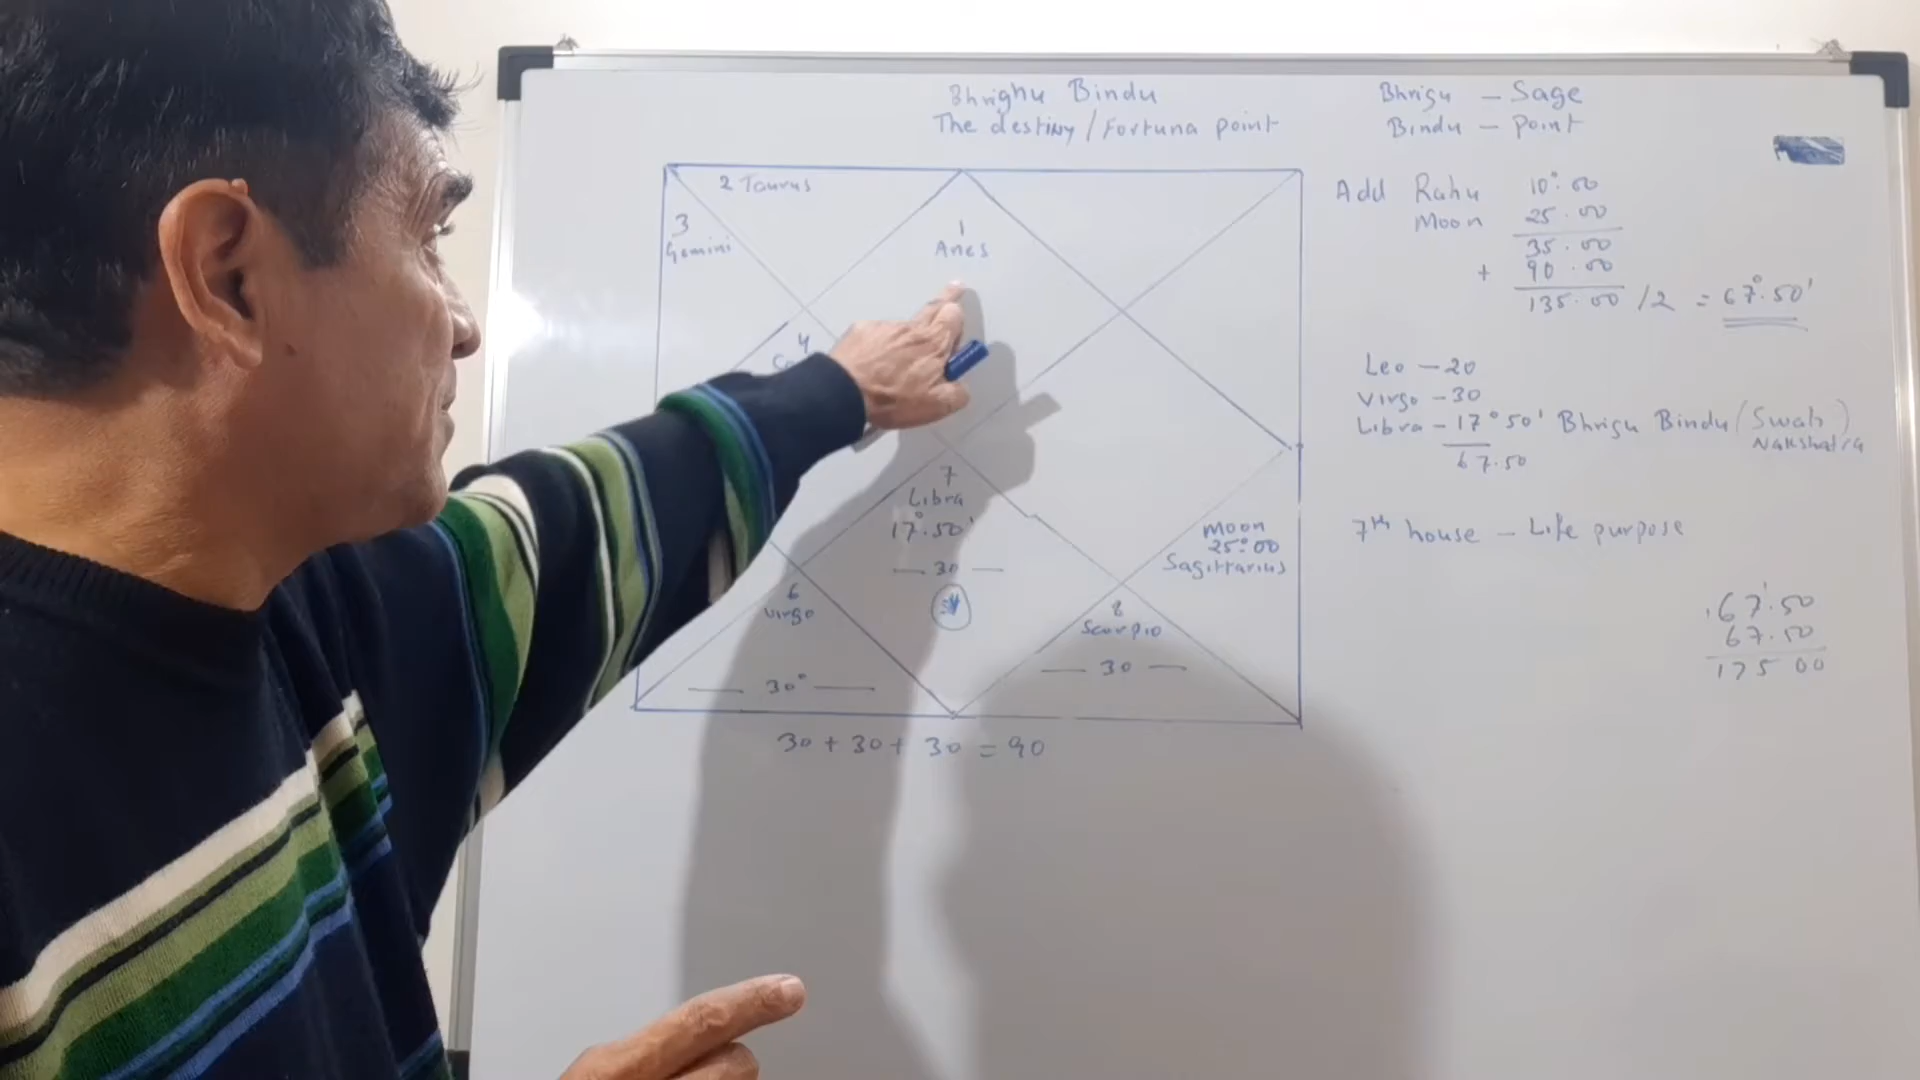 Bhrighu Bindu
The destiny / Fortuna point
Bhrigu – Sage
Bindu – Point
2 Taurus
3
Gemini
1
Aries
4
7
Libra
17°.50'
— 30 —
6
Virgo
— 30° —
Moon
25°.00
Sagittarius
8
Scorpio
— 30 —
30 + 30 + 30 = 90
Add Rahu 10°.00
Moon 25.00
35.00
+ 90.00
135.00 /2 = 67°.50'
Leo – 20
Virgo – 30
Libra – 17°50' Bhrigu Bindu (Swati)
Nakshatra
67.50
7th house – Life purpose
67.50
67.50
135 00